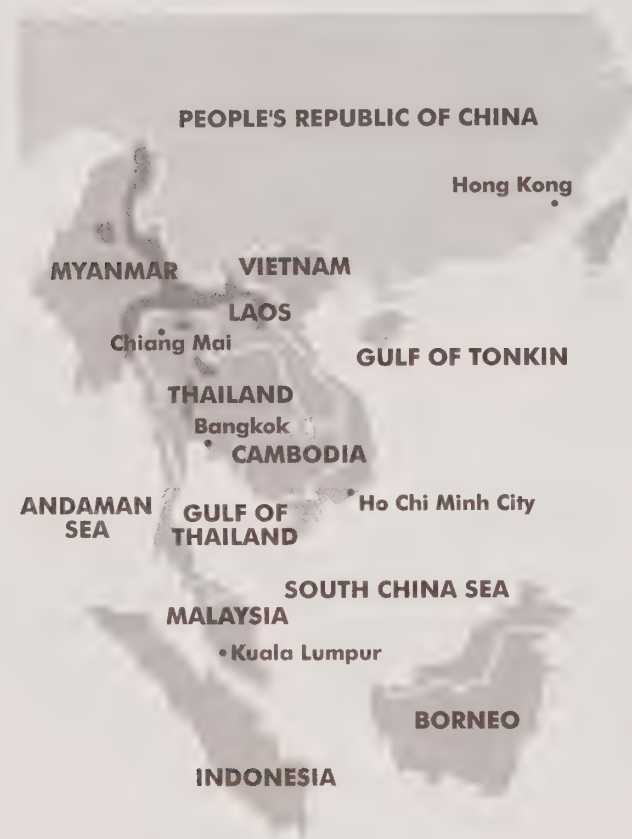 PEOPLE'S REPUBLIC OF CHINA
Hong Kong
MYANMAR
VIETNAM
LAOS
Chiang Mai
GULF OF TONKIN
THAILAND
Bangkok
CAMBODIA
ANDAMAN
SEA
GULF OF
THAILAND
Ho Chi Minh City
SOUTH CHINA SEA
MALAYSIA
Kuala Lumpur
BORNEO
INDONESIA